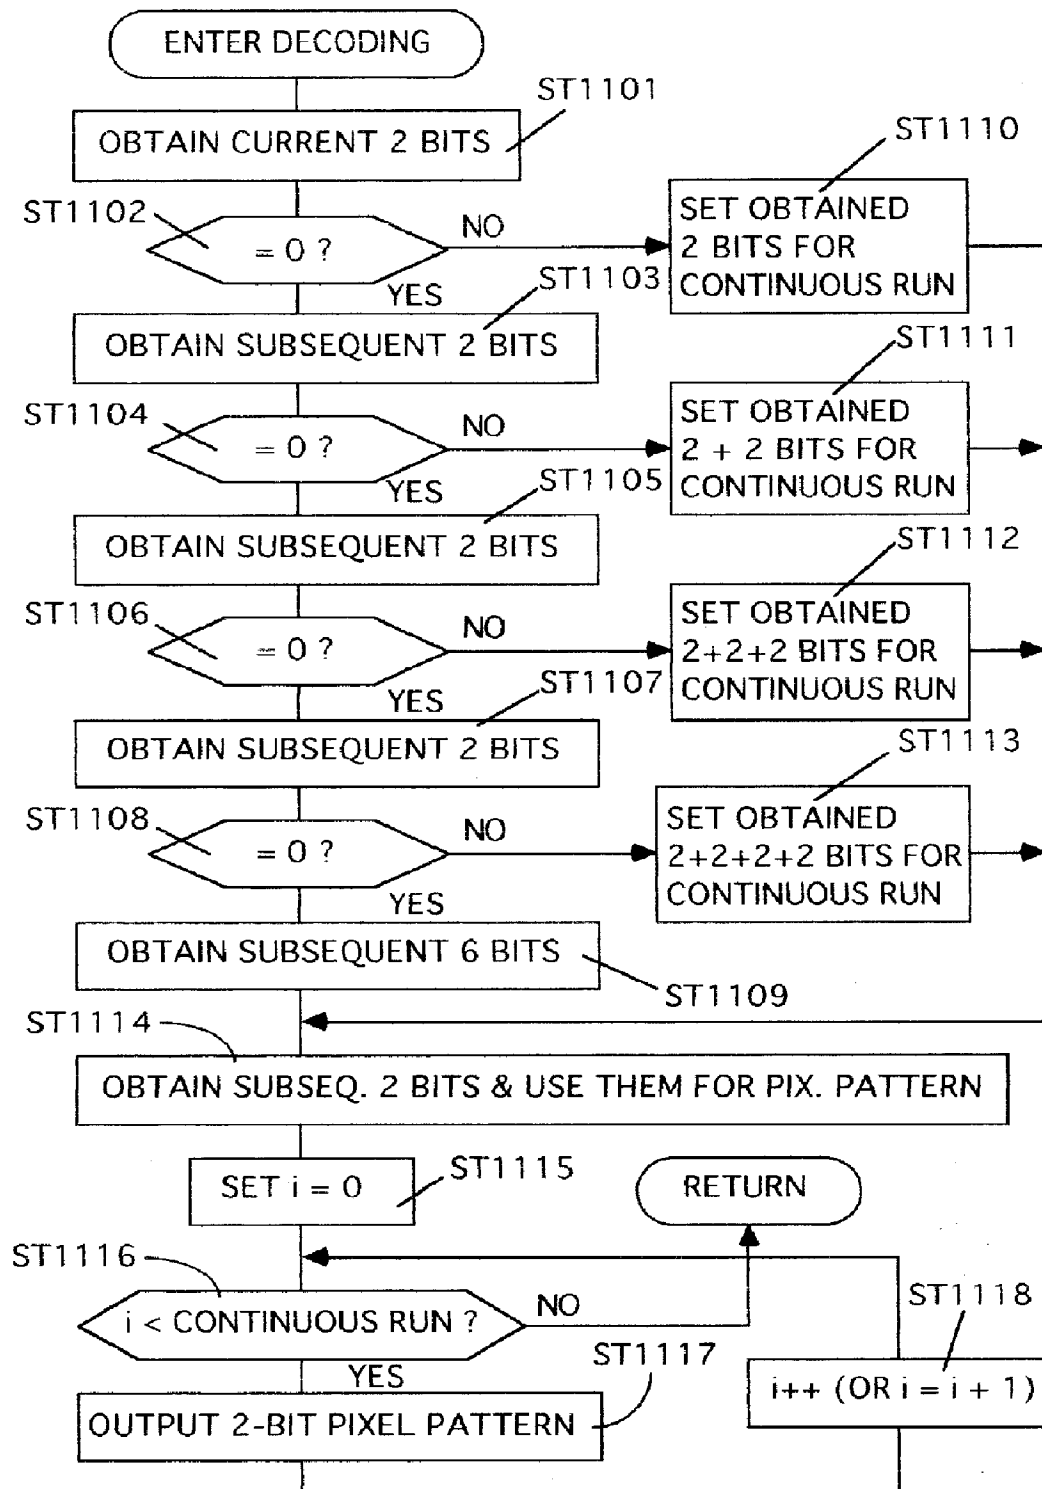 ENTER DECODING
ST1101
OBTAIN CURRENT 2 BITS
ST1110
SET OBTAINED
2 BITS FOR
CONTINUOUS RUN
ST1102
= 0 ?
NO
YES
ST1103
OBTAIN SUBSEQUENT 2 BITS
ST1111
SET OBTAINED
2 + 2 BITS FOR
CONTINUOUS RUN
ST1104
= 0 ?
NO
YES
ST1105
OBTAIN SUBSEQUENT 2 BITS
ST1112
SET OBTAINED
2+2+2 BITS FOR
CONTINUOUS RUN
ST1106
= 0 ?
NO
YES
ST1107
OBTAIN SUBSEQUENT 2 BITS
ST1113
SET OBTAINED
2+2+2+2 BITS FOR
CONTINUOUS RUN
ST1108
= 0 ?
NO
YES
OBTAIN SUBSEQUENT 6 BITS
ST1109
ST1114
OBTAIN SUBSEQ. 2 BITS & USE THEM FOR PIX. PATTERN
SET i = 0
ST1115
RETURN
ST1116
i < CONTINUOUS RUN ?
NO
YES
ST1117
OUTPUT 2-BIT PIXEL PATTERN
ST1118
i++ (OR i = i + 1)